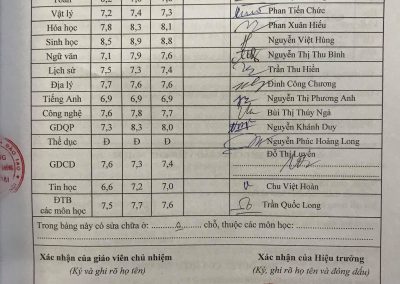 Vật lý 7,2 7,4 7,3 Phan Tiến Chức
Hóa học 7,8 8,3 8,1 Phan Xuân Hiếu
Sinh học 8,5 8,9 8,8 Nguyễn Việt Hùng
Ngữ văn 7,1 7,9 7,6 Nguyễn Thị Thu Bình
Lịch sử 7,5 7,3 7,4 Trần Thu Hiền
Địa lý 7,7 7,6 7,6 Đinh Công Chương
Tiếng Anh 6,9 6,9 6,9 Nguyễn Thị Phương Anh
Công nghệ 7,6 7,8 7,7 Bùi Thị Thúy Ngà
GDQP 7,3 8,3 8,0 Nguyễn Khánh Duy
Thể dục Đ Đ Đ Nguyễn Phúc Hoàng Long
GDCD 7,6 7,3 7,4 Đỗ Thị Luyến
Tin học 6,6 7,2 7,0 Chu Việt Hoàn
ĐTB các môn học 7,5 7,7 7,6 Trần Quốc Long
Trong bảng này có sửa chữa ở: 0 chỗ, thuộc các môn học:
Xác nhận của giáo viên chủ nhiệm Xác nhận của Hiệu trưởng
(Ký và ghi rõ họ tên) (Ký, ghi rõ họ tên và đóng dấu)